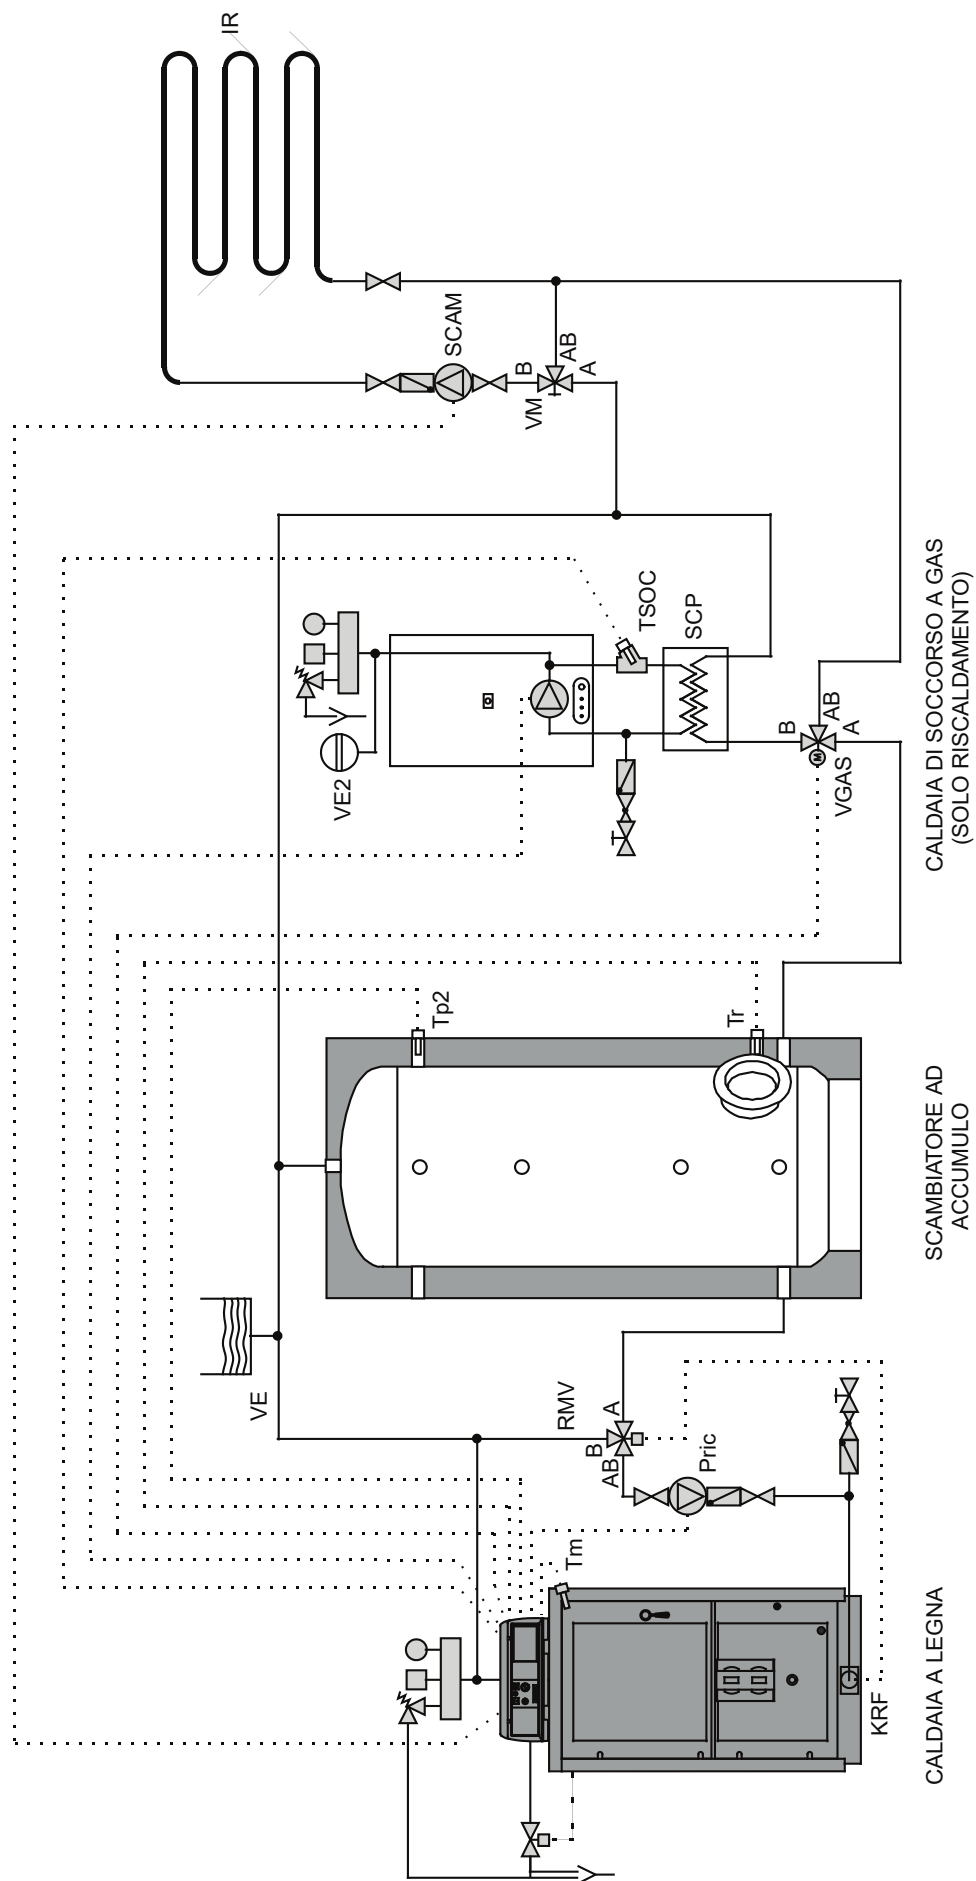 IR
VE
VE2
Tp2
SCAM
B
VM
AB
A
RMV
B
A
AB
Tm
TSOC
SCP
Pric
Tr
B
M
AB
VGAS
A
KRF
CALDAIA A LEGNA
SCAMBIATORE AD
ACCUMULO
CALDAIA DI SOCCORSO A GAS
(SOLO RISCALDAMENTO)